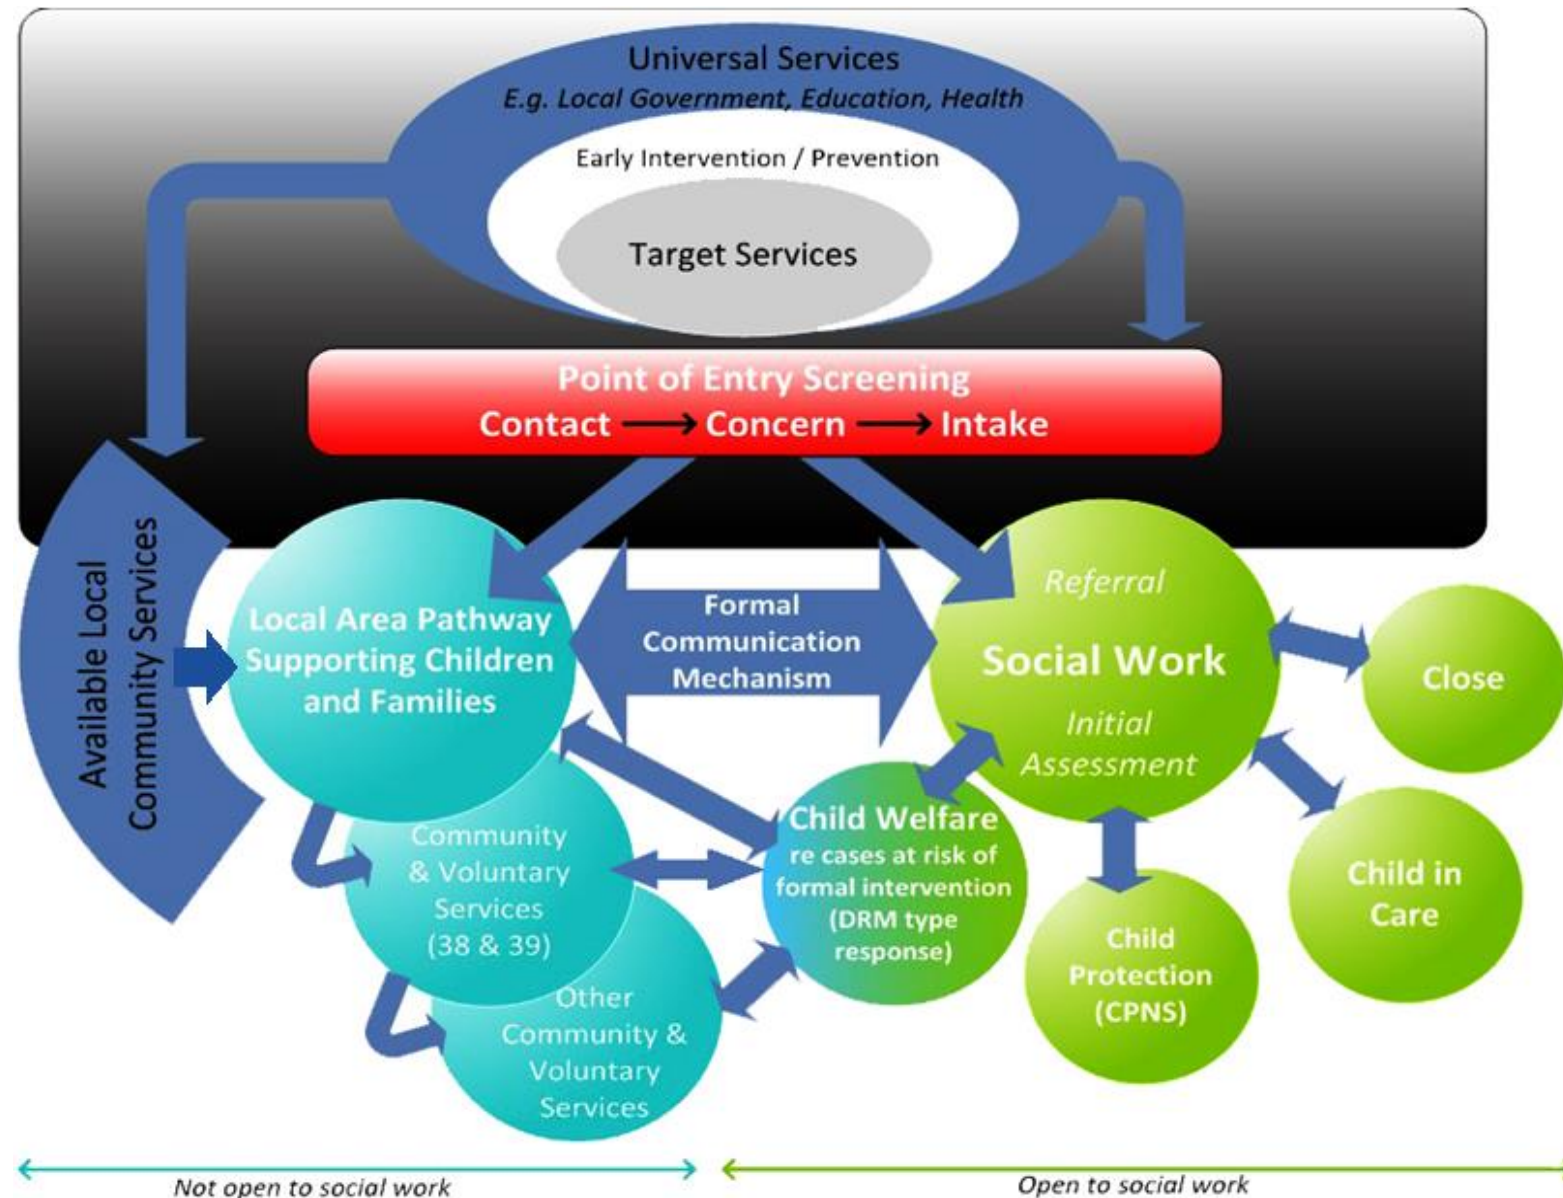 Universal Services
E.g. Local Government, Education, Health
Early Intervention / Prevention
Target Services
Point of Entry Screening
Contact → Concern → Intake
Available Local
Community Services
Local Area Pathway
Supporting Children
and Families
Formal
Communication
Mechanism
Referral
Social Work
Initial
Assessment
Close
Community
& Voluntary
Services
(38 & 39)
Child Welfare
re cases at risk of
formal intervention
(DRM type
response)
Child in
Care
Child
Protection
(CPNS)
Other
Community &
Voluntary
Services
Not open to social work
Open to social work